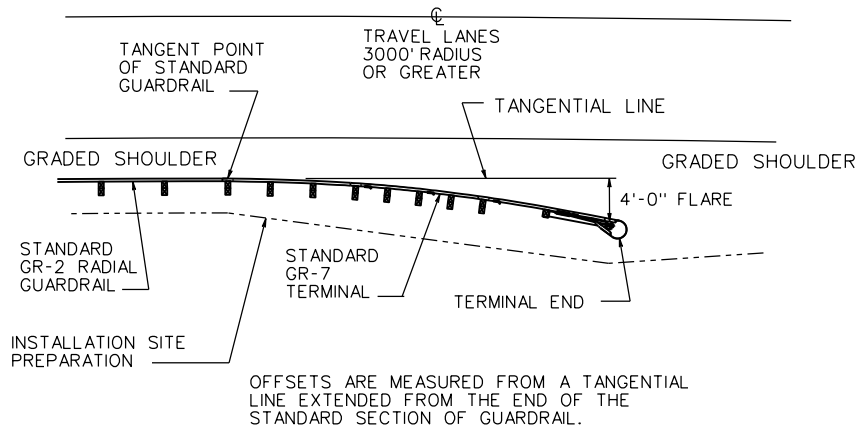 ℄
TANGENT POINT
OF STANDARD
GUARDRAIL
TRAVEL LANES
3000' RADIUS
OR GREATER
TANGENTIAL LINE
GRADED SHOULDER
GRADED SHOULDER
4'-0" FLARE
STANDARD
GR-2 RADIAL
GUARDRAIL
STANDARD
GR-7
TERMINAL
TERMINAL END
INSTALLATION SITE
PREPARATION
OFFSETS ARE MEASURED FROM A TANGENTIAL
LINE EXTENDED FROM THE END OF THE
STANDARD SECTION OF GUARDRAIL.